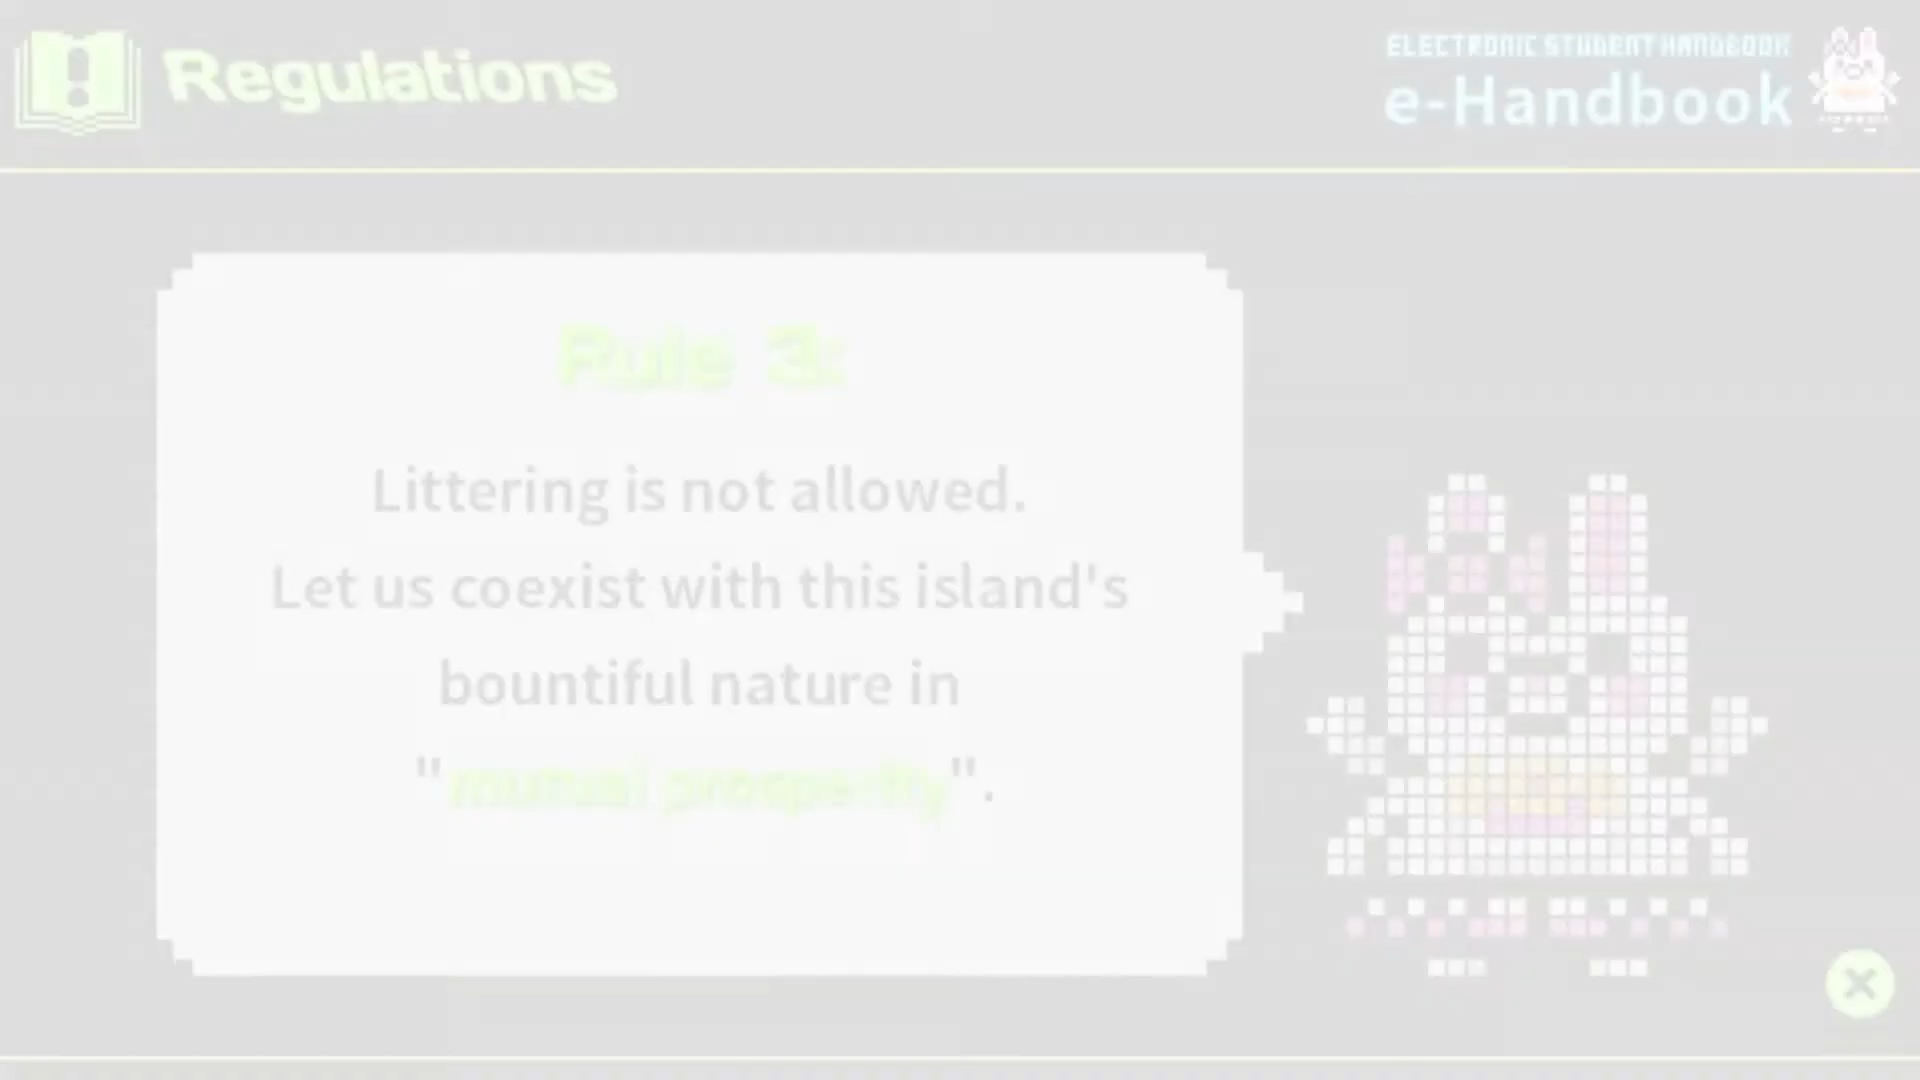 Regulations
ELECTRONIC STUDENT HANDBOOK
e-Handbook
Rule 3:
Littering is not allowed.
Let us coexist with this island's
bountiful nature in
"mutual prosperity".